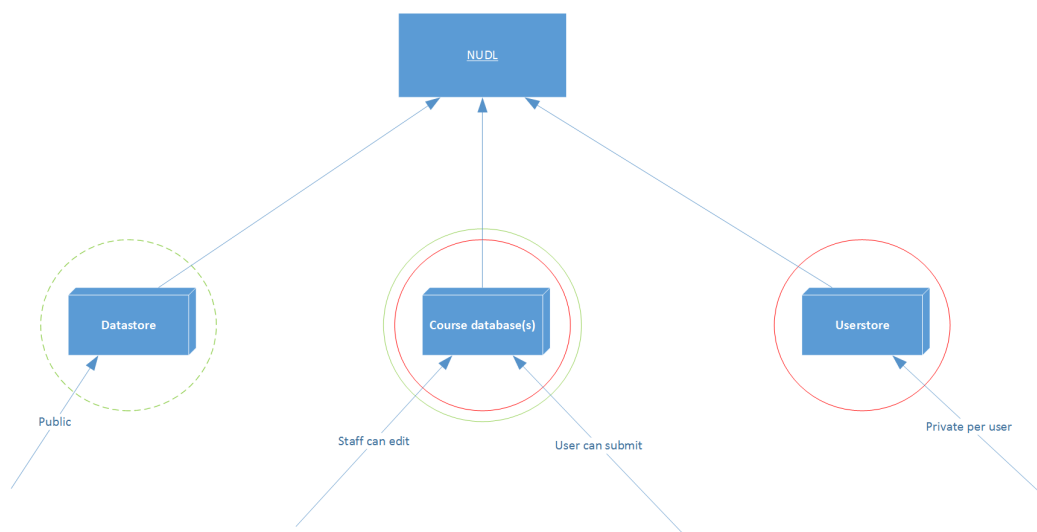 NUDL
Datastore
Course database(s)
Userstore
Public
Staff can edit
User can submit
Private per user